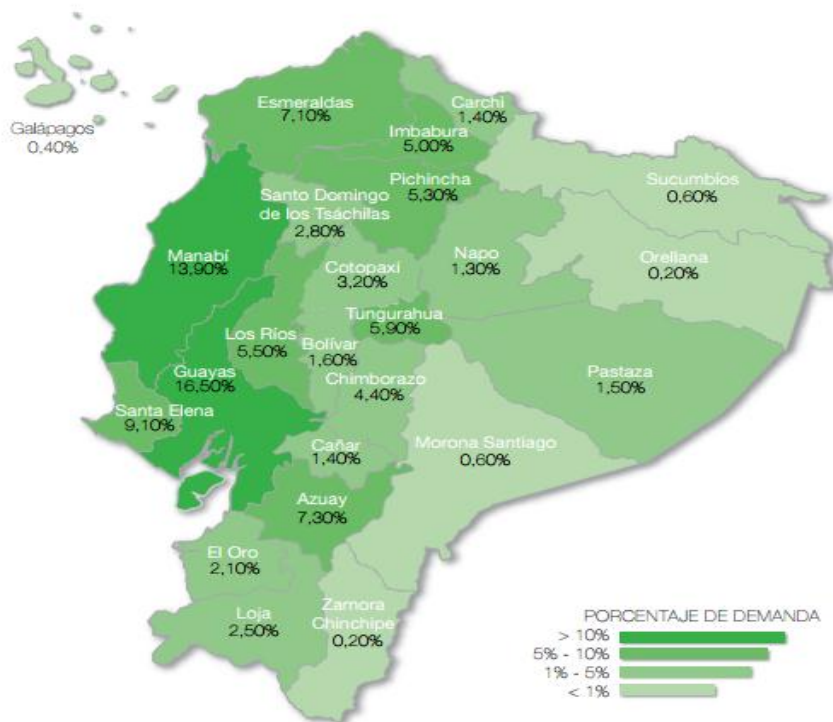 Galápagos
0,40%
Esmeraldas
7,10%
Carchi
1,40%
Imbabura
5,00%
Pichincha
5,30%
Sucumbíos
0,60%
Santo Domingo
de los Tsáchilas
2,80%
Manabí
13,90%
Cotopaxi
3,20%
Napo
1,30%
Orellana
0,20%
Tungurahua
5,90%
Los Ríos
5,50%
Bolívar
1,60%
Guayas
16,50%
Chimborazo
4,40%
Pastaza
1,50%
Santa Elena
9,10%
Cañar
1,40%
Morona Santiago
0,60%
Azuay
7,30%
El Oro
2,10%
Loja
2,50%
Zamora
Chinchipe
0,20%
PORCENTAJE DE DEMANDA
> 10%
5% - 10%
1% - 5%
< 1%